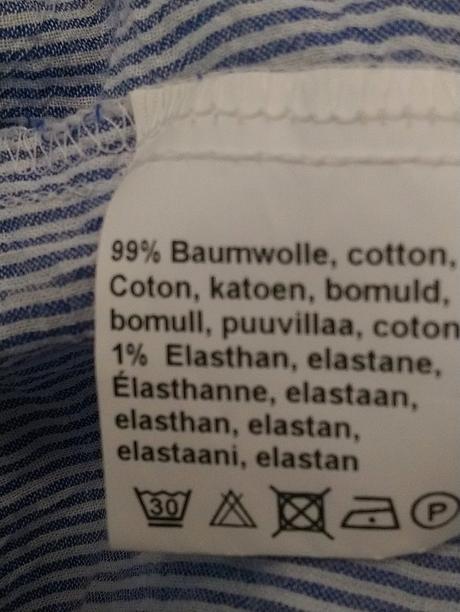 99% Baumwolle, cotton,
Coton, katoen, bomuld,
bomull, puuvillaa, coton
1% Elasthan, elastane,
Élasthanne, elastaan,
elasthan, elastan,
elastaani, elastan
30 P